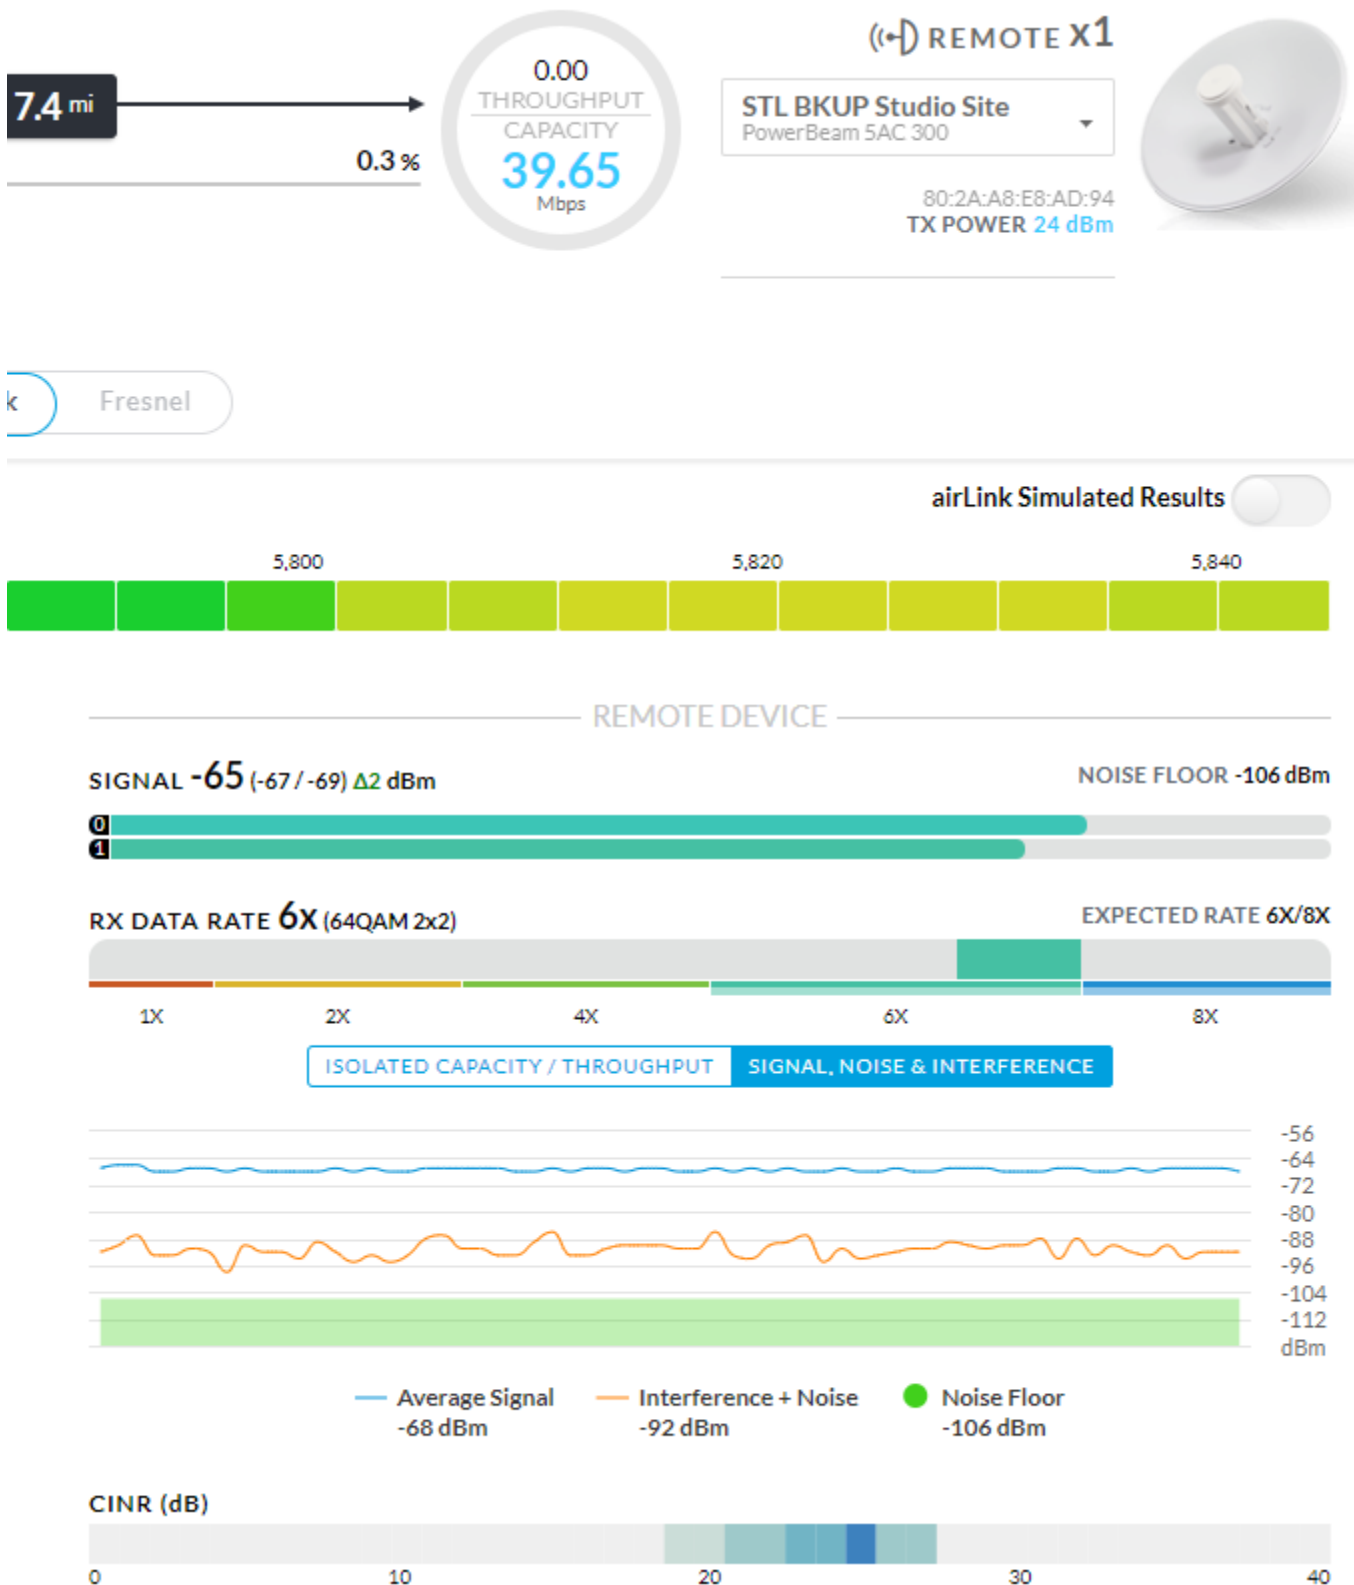 REMOTE x1
7.4 mi
0.3 %
0.00
THROUGHPUT
CAPACITY
39.65
Mbps
STL BKUP Studio Site
PowerBeam 5AC 300
80:2A:A8:E8:AD:94
TX POWER 24 dBm
k
Fresnel
airLink Simulated Results
5,800 5,820 5,840
REMOTE DEVICE
SIGNAL -65 (-67 / -69) Δ2 dBm
NOISE FLOOR -106 dBm
0
1
RX DATA RATE 6X (64QAM 2x2)
EXPECTED RATE 6X/8X
1X 2X 4X 6X 8X
ISOLATED CAPACITY / THROUGHPUT
SIGNAL, NOISE & INTERFERENCE
-56
-64
-72
-80
-88
-96
-104
-112
dBm
Average Signal
-68 dBm
Interference + Noise
-92 dBm
Noise Floor
-106 dBm
CINR (dB)
0 10 20 30 40